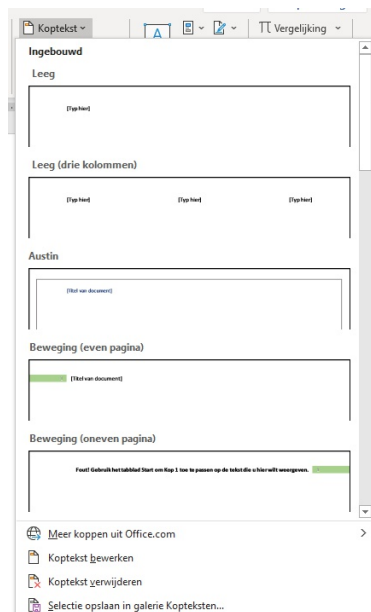 Koptekst
A
Vergelijking
Ingebouwd
Leeg
[Typ hier]
Leeg (drie kolommen)
[Typ hier] [Typ hier] [Typ hier]
Austin
[Titel van document]
Beweging (even pagina)
[Titel van document]
Beweging (oneven pagina)
Fout! Gebruik het tabblad Start om Kop 1 toe te passen op de tekst die u hier wilt weergeven.
Meer koppen uit Office.com
Koptekst bewerken
Koptekst verwijderen
Selectie opslaan in galerie Kopteksten...